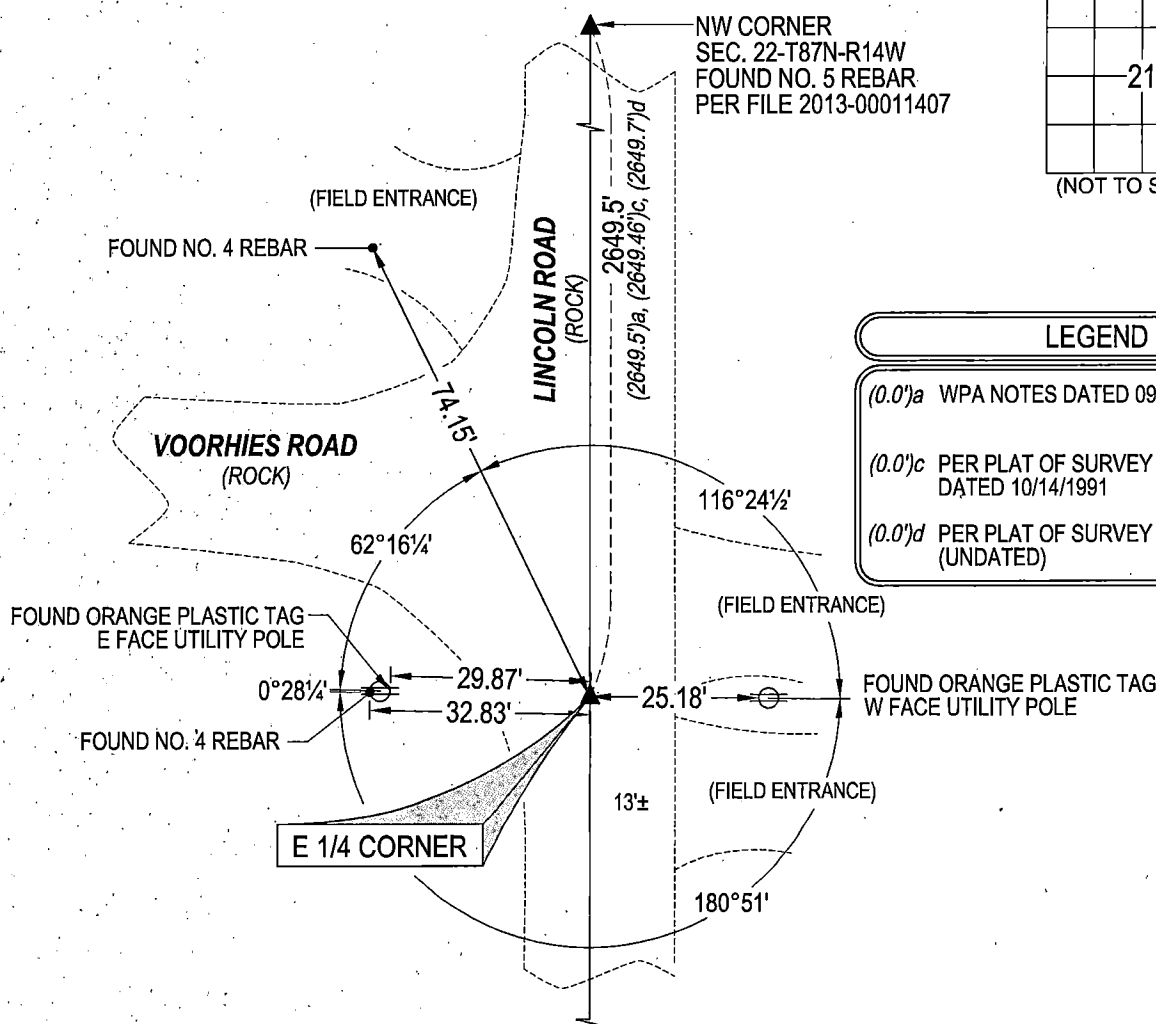 NW CORNER
SEC. 22-T87N-R14W
FOUND NO. 5 REBAR
PER FILE 2013-00011407
21
(NOT TO S
(FIELD ENTRANCE)
FOUND NO. 4 REBAR
LINCOLN ROAD
(ROCK)
2649.5'
(2649.5')a, (2649.46')c, (2649.7')d
74.15'
LEGEND
(0.0')a WPA NOTES DATED 09
(0.0')c PER PLAT OF SURVEY
DATED 10/14/1991
(0.0')d PER PLAT OF SURVEY
(UNDATED)
VOORHIES ROAD
(ROCK)
116°24½'
62°16¼'
FOUND ORANGE PLASTIC TAG
E FACE UTILITY POLE
(FIELD ENTRANCE)
0°28¼'
29.87'
32.83'
25.18'
FOUND ORANGE PLASTIC TAG
W FACE UTILITY POLE
FOUND NO. 4 REBAR
(FIELD ENTRANCE)
13'±
E 1/4 CORNER
180°51'